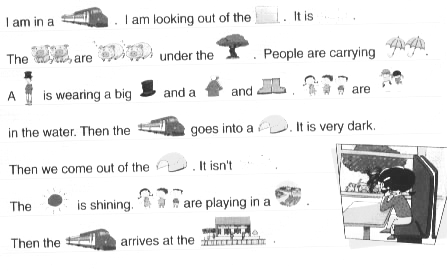 I am in a . I am looking out of the . It is .
The are under the . People are carrying .
A is wearing a big and a and . are
in the water. Then the goes into a . It is very dark.
Then we come out of the . It isn't .
The is shining. are playing in a .
Then the arrives at the .